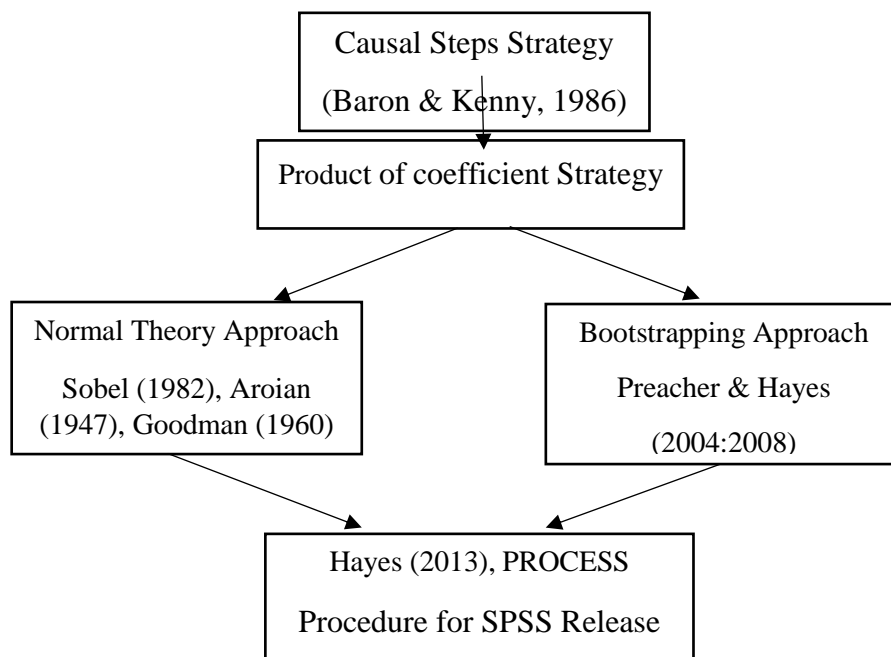 Causal Steps Strategy
(Baron & Kenny, 1986)
Product of coefficient Strategy
Normal Theory Approach
Sobel (1982), Aroian
(1947), Goodman (1960)
Bootstrapping Approach
Preacher & Hayes
(2004:2008)
Hayes (2013), PROCESS
Procedure for SPSS Release